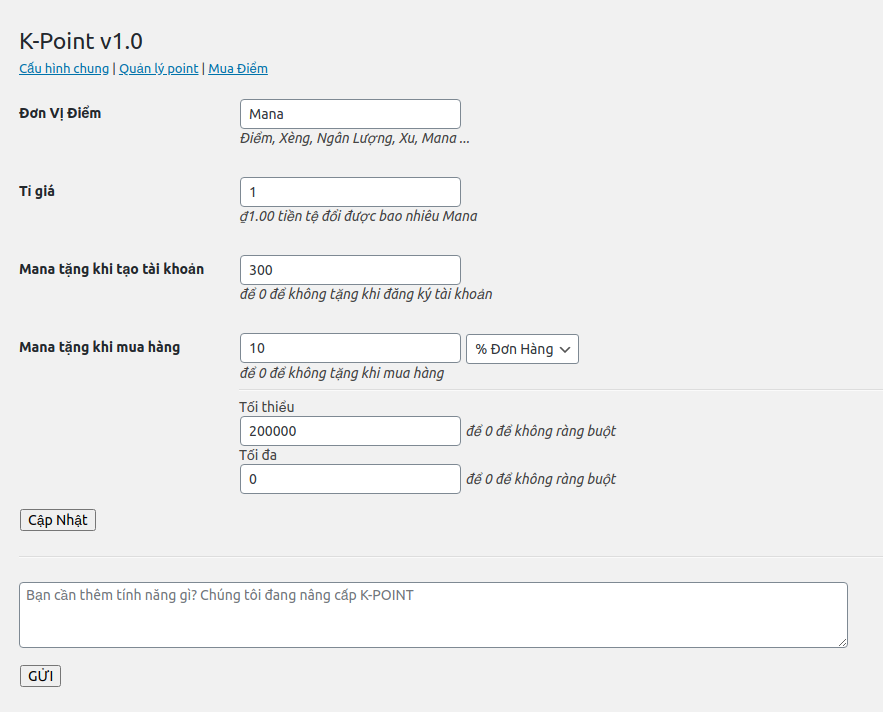 K-Point v1.0
Cấu hình chung | Quản lý point | Mua Điểm
Đơn Vị Điểm
Mana
Điểm, Xèng, Ngân Lượng, Xu, Mana ...
Tỉ giá
1
₫1.00 tiền tệ đổi được bao nhiêu Mana
Mana tặng khi tạo tài khoản
300
để 0 để không tặng khi đăng ký tài khoản
Mana tặng khi mua hàng
10 % Đơn Hàng
để 0 để không tặng khi mua hàng
Tối thiểu
200000 để 0 để không ràng buột
Tối đa
0 để 0 để không ràng buột
Cập Nhật
Bạn cần thêm tính năng gì? Chúng tôi đang nâng cấp K-POINT
GỬI